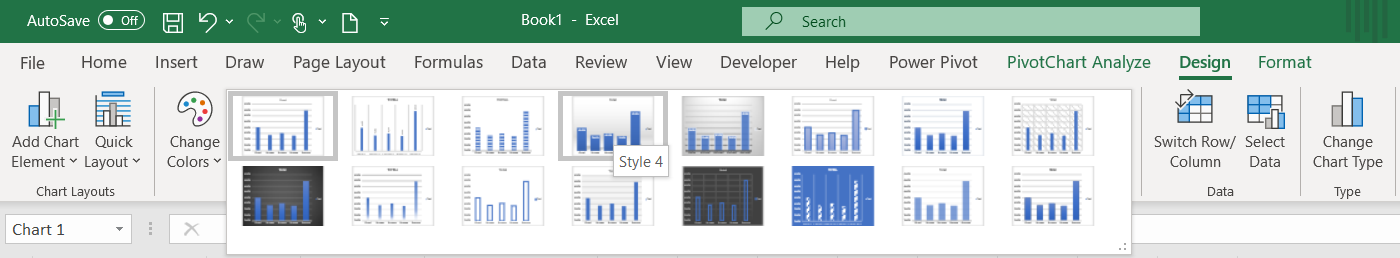 AutoSave Off Book1 - Excel Search
File Home Insert Draw Page Layout Formulas Data Review View Developer Help Power Pivot PivotChart Analyze Design Format
Add Chart Element
Quick Layout
Change Colors
Switch Row/ Column
Select Data
Change Chart Type
Style 4
Chart Layouts
Data
Type
Chart 1